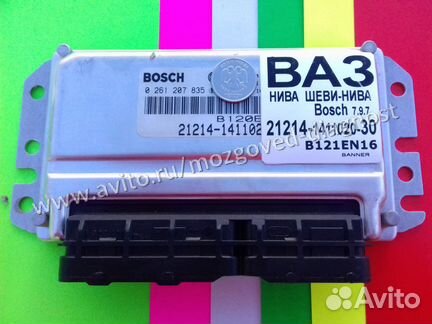 BOSCH
0 261 207 835
B120E
21214-141102
ВАЗ
НИВА ШЕВИ-НИВА
Bosch 7.9.7
21214-1411020-30
B121EN16
BANNER
www.avito.ru/mozgoved-
Avito